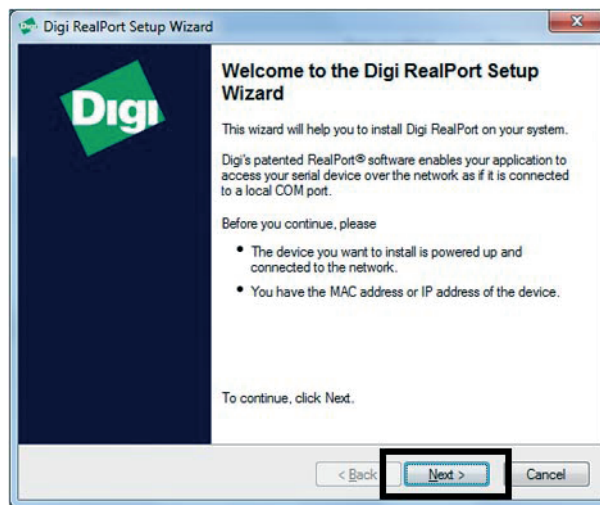 Digi RealPort Setup Wizard
Digi
Welcome to the Digi RealPort Setup
Wizard
This wizard will help you to install Digi RealPort on your system.
Digi's patented RealPort® software enables your application to
access your serial device over the network as if it is connected
to a local COM port.
Before you continue, please
• The device you want to install is powered up and
connected to the network.
• You have the MAC address or IP address of the device.
To continue, click Next.
< Back
Next >
Cancel